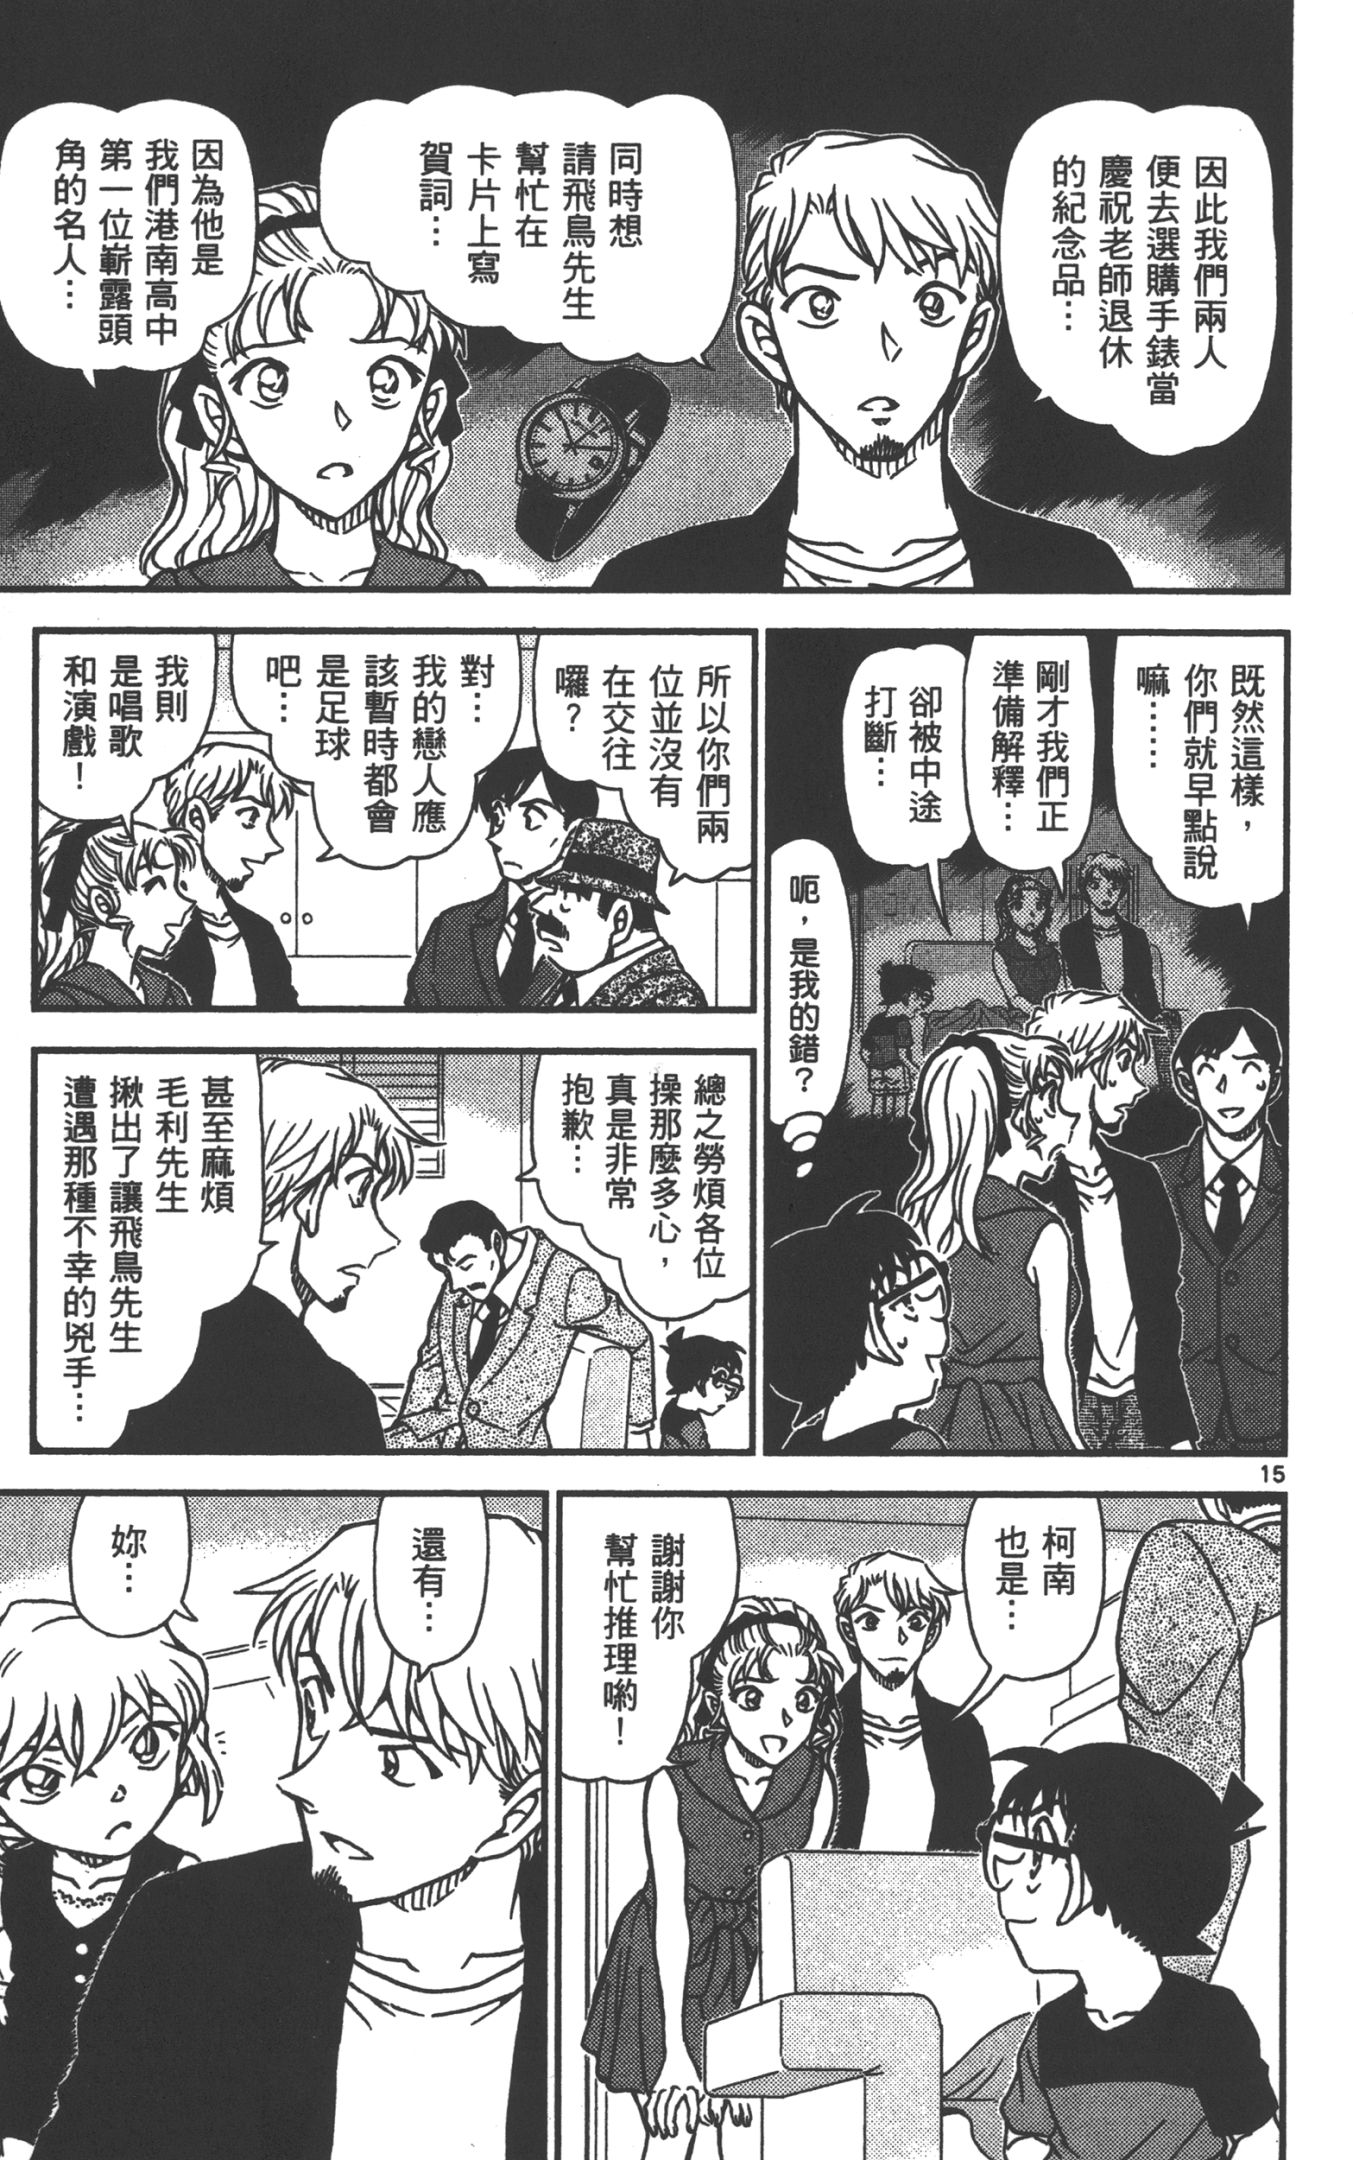 因此我們兩人
便去選購手錶當
慶祝老師退休
的紀念品…
同時想
請飛鳥先生
幫忙在
卡片上寫
賀詞…
因為他是
我們港南高中
第一位嶄露頭
角的名人…
既然這樣，
你們就早點說
嘛……
剛才我們正
準備解釋…
卻被中途
打斷…
呃，是我的錯？
所以你們兩
位並沒有
在交往
囉？
對…
我的戀人應
該暫時都會
是足球
吧…
我則
是唱歌
和演戲！
總之勞煩各位
操那麼多心，
真是非常
抱歉…
甚至麻煩
毛利先生
揪出了讓飛鳥先生
遭遇那種不幸的兇手…
15
柯南
也是…
謝謝你
幫忙推理喲！
還有…
妳…